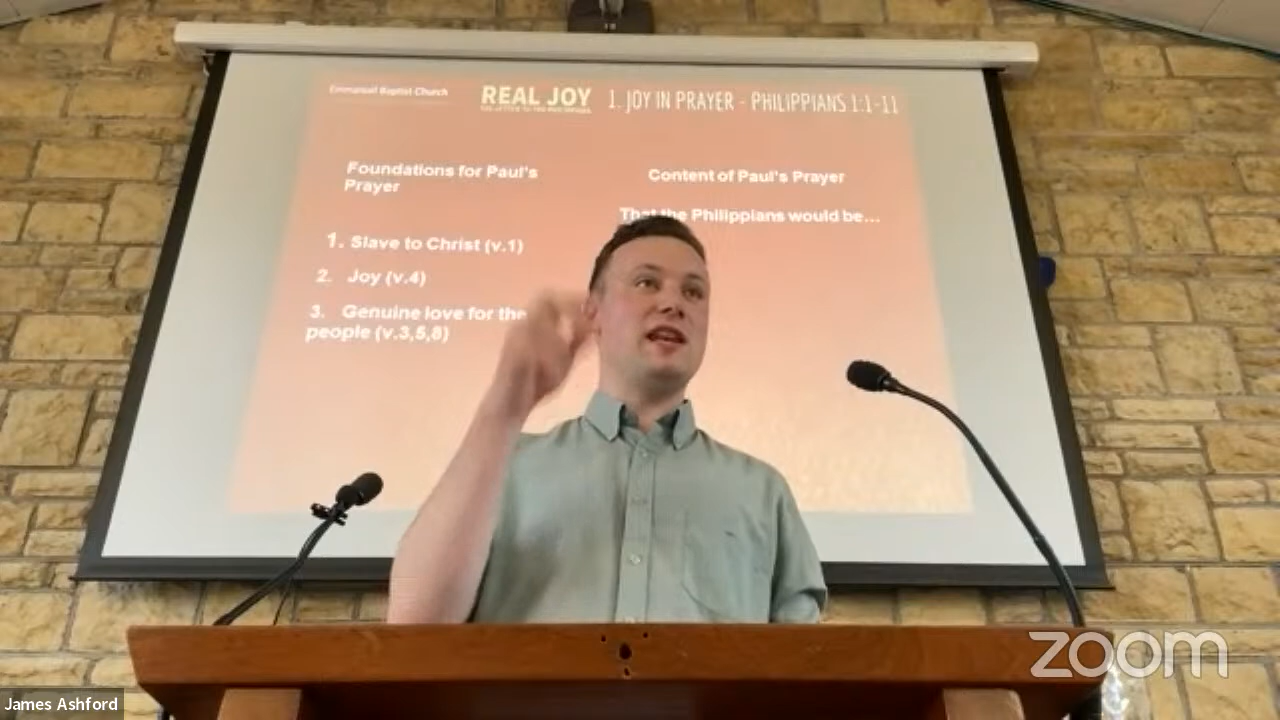 Emmanuel Baptist Church
REAL JOY
1. JOY IN PRAYER - PHILIPPIANS 1:1-11
Foundations for Paul's
Prayer
1. Slave to Christ (v.1)
2. Joy (v.4)
3. Genuine love for the
people (v.3,5,8)
Content of Paul's Prayer
That the Philippians would be...
zoom
James Ashford